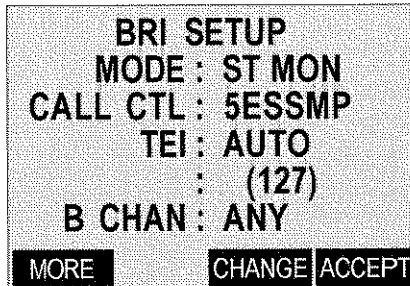 BRI SETUP
MODE : ST MON
CALL CTL : 5ESSMP
TEI : AUTO
: (127)
B CHAN : ANY
MORE CHANGE ACCEPT